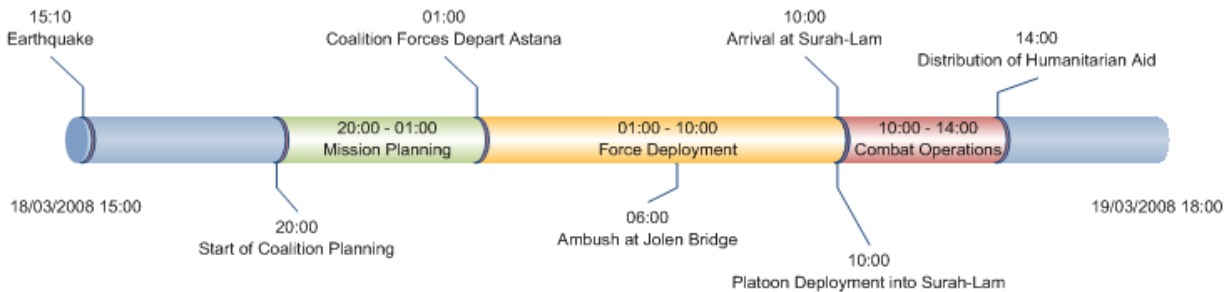 15:10
Earthquake
01:00
Coalition Forces Depart Astana
10:00
Arrival at Surah-Lam
14:00
Distribution of Humanitarian Aid
20:00 - 01:00
Mission Planning
01:00 - 10:00
Force Deployment
10:00 - 14:00
Combat Operations
18/03/2008 15:00
19/03/2008 18:00
20:00
Start of Coalition Planning
06:00
Ambush at Jolen Bridge
10:00
Platoon Deployment into Surah-Lam